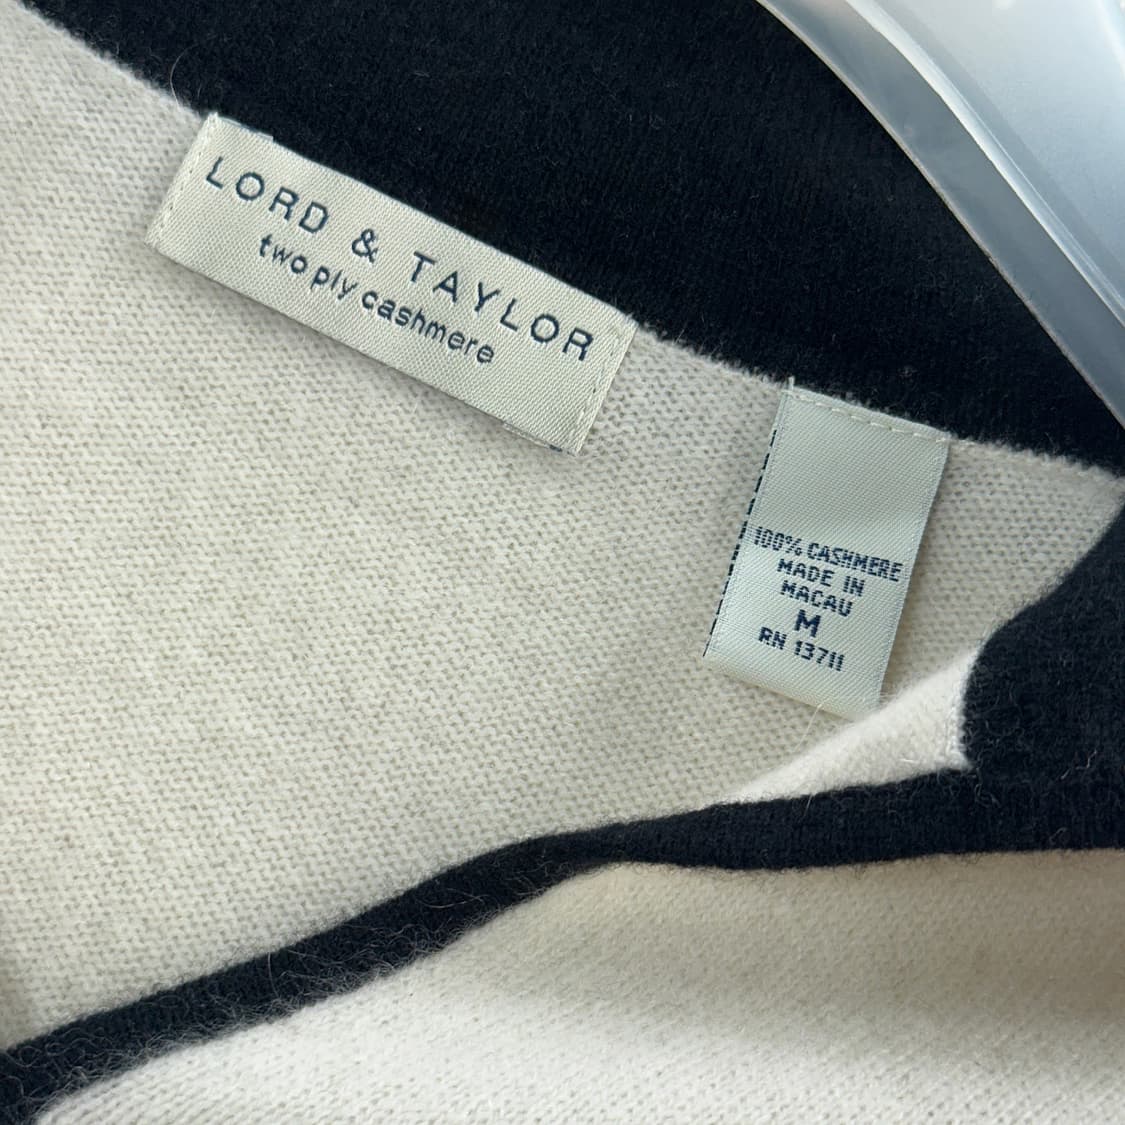 LORD & TAYLOR
two ply cashmere
100% CASHMERE
MADE IN
MACAU
M
RN 13711